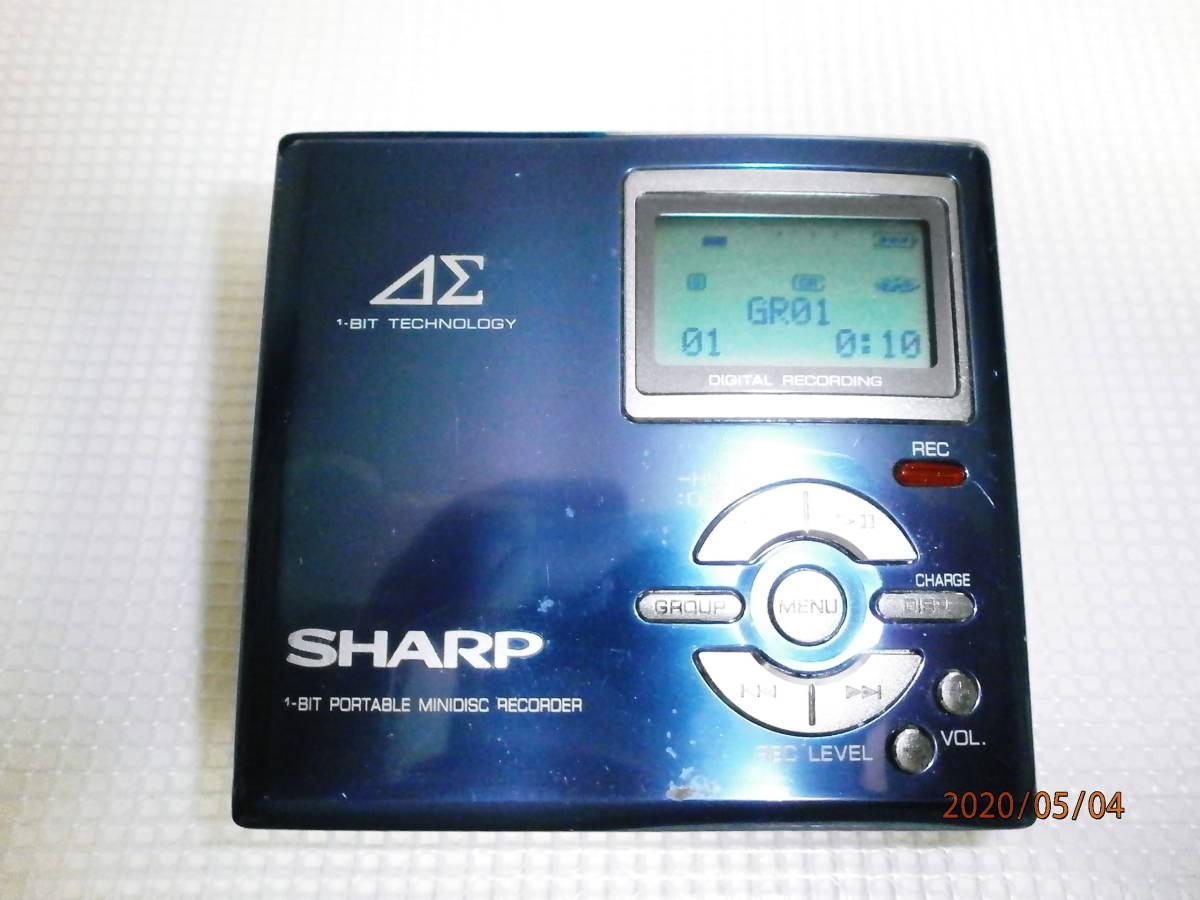 ΔΣ
1-BIT TECHNOLOGY
GR01
01 0:10
DIGITAL RECORDING
REC
CHARGE
GROUP
MENU
DISP
SHARP
1-BIT PORTABLE MINIDISC RECORDER
REC LEVEL
VOL.
2020/05/04